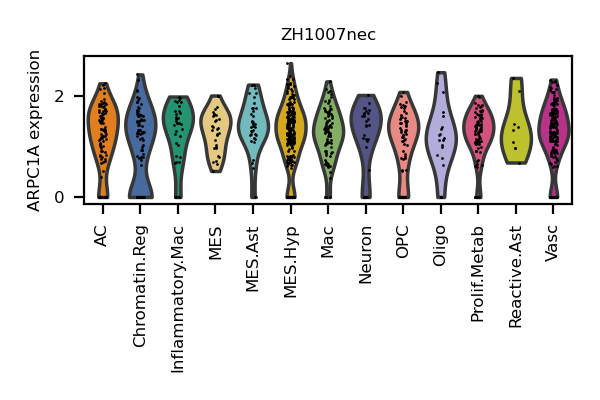 ZH1007nec
ARPC1A expression
2
0
AC
Chromatin.Reg
Inflammatory.Mac
MES
MES.Ast
MES.Hyp
Mac
Neuron
OPC
Oligo
Prolif.Metab
Reactive.Ast
Vasc